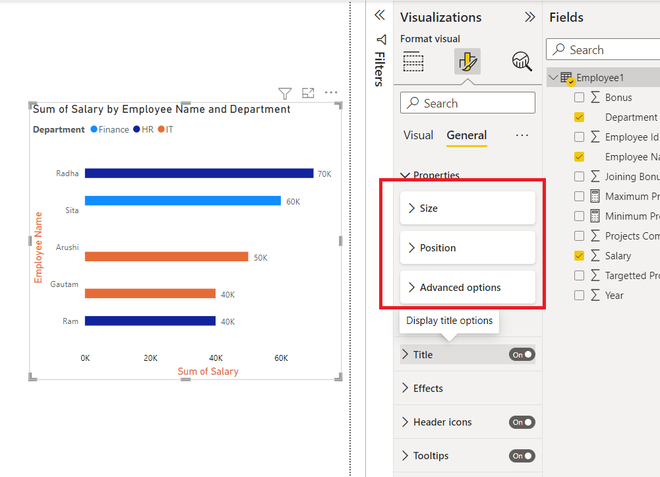 Sum of Salary by Employee Name and Department
Department Finance HR IT
Radha 70K
Sita 60K
Arushi 50K
Gautam 40K
Ram 40K
Employee Name
0K 20K 40K 60K
Sum of Salary
Filters
Visualizations
Format visual
Search
Visual General
Properties
Size
Position
Advanced options
Display title options
Title On
Effects
Header icons On
Tooltips On
Fields
Search
Employee1
Bonus
Department
Employee Id
Employee Na
Joining Bonu
Maximum Pr
Minimum Pr
Projects Com
Salary
Targetted Pro
Year